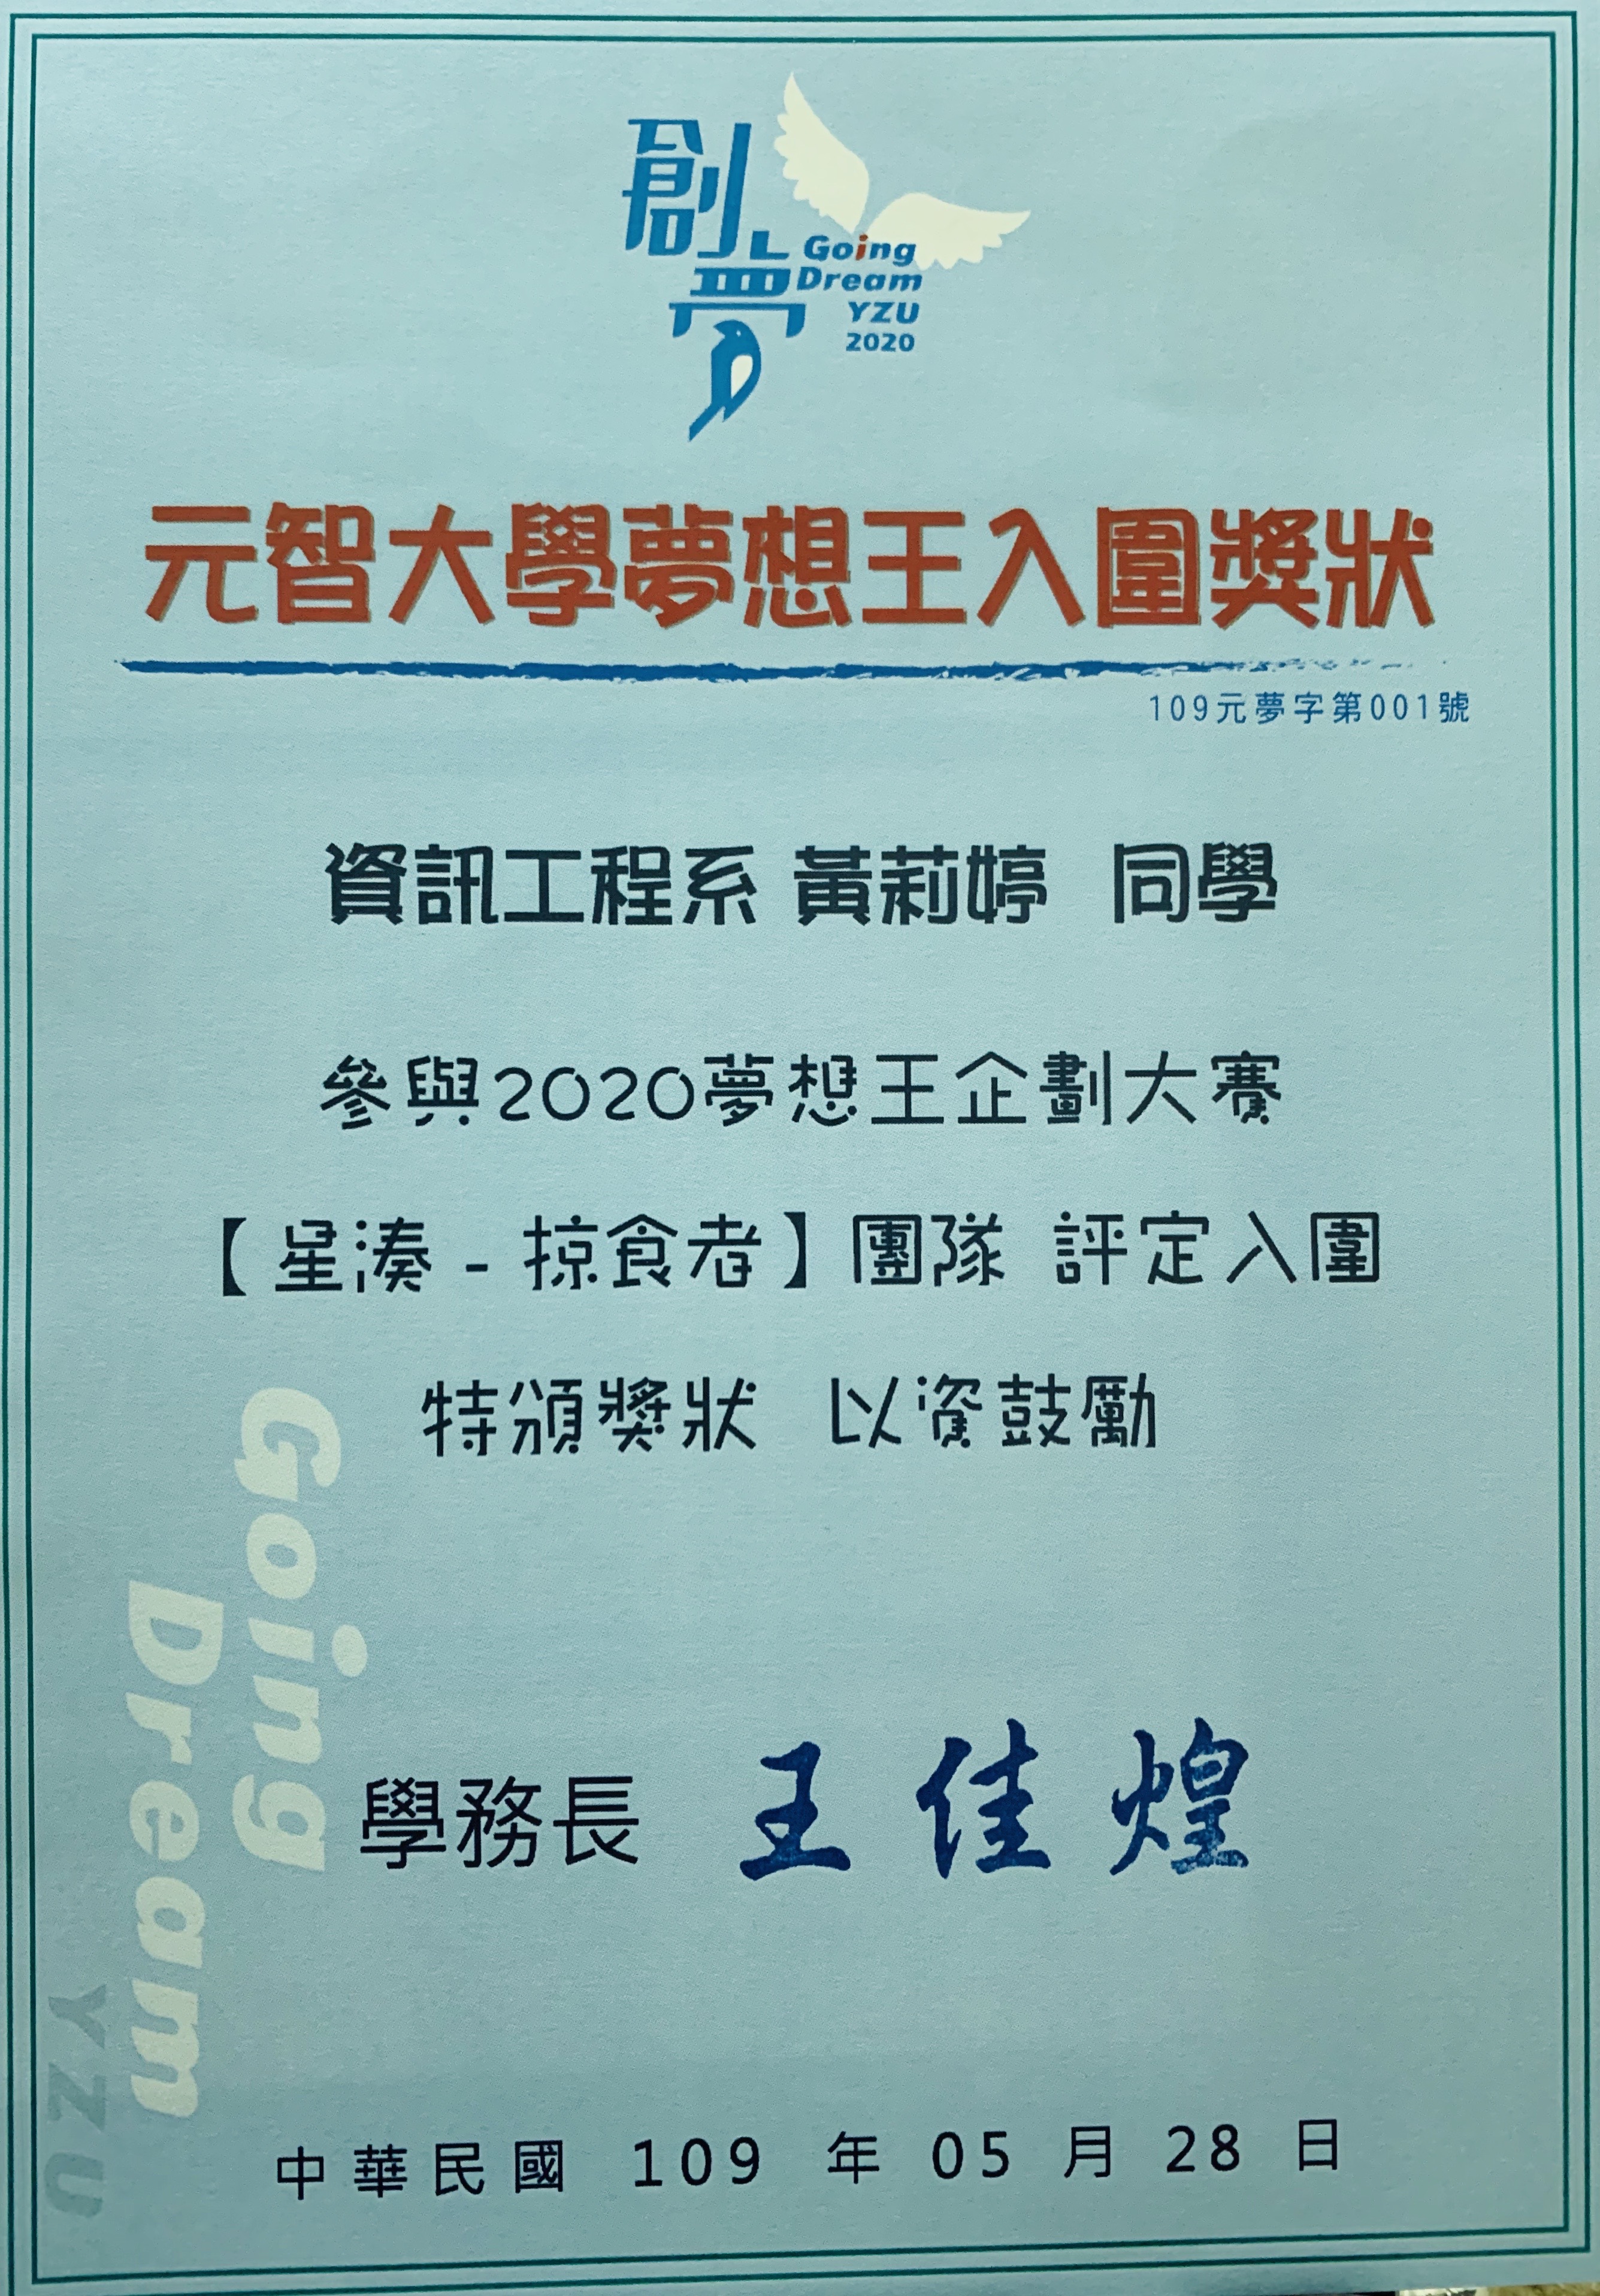 創夢
Going
Dream
YZU
2020
元智大學夢想王入圍獎狀
109元夢字第001號
資訊工程系 黃莉婷 同學
參與2020夢想王企劃大賽
【星湊 - 掠食者】團隊 評定入圍
特頒獎狀 以資鼓勵
Going
Dream
YZU
學務長 王佳煌
中華民國 109 年 05 月 28 日